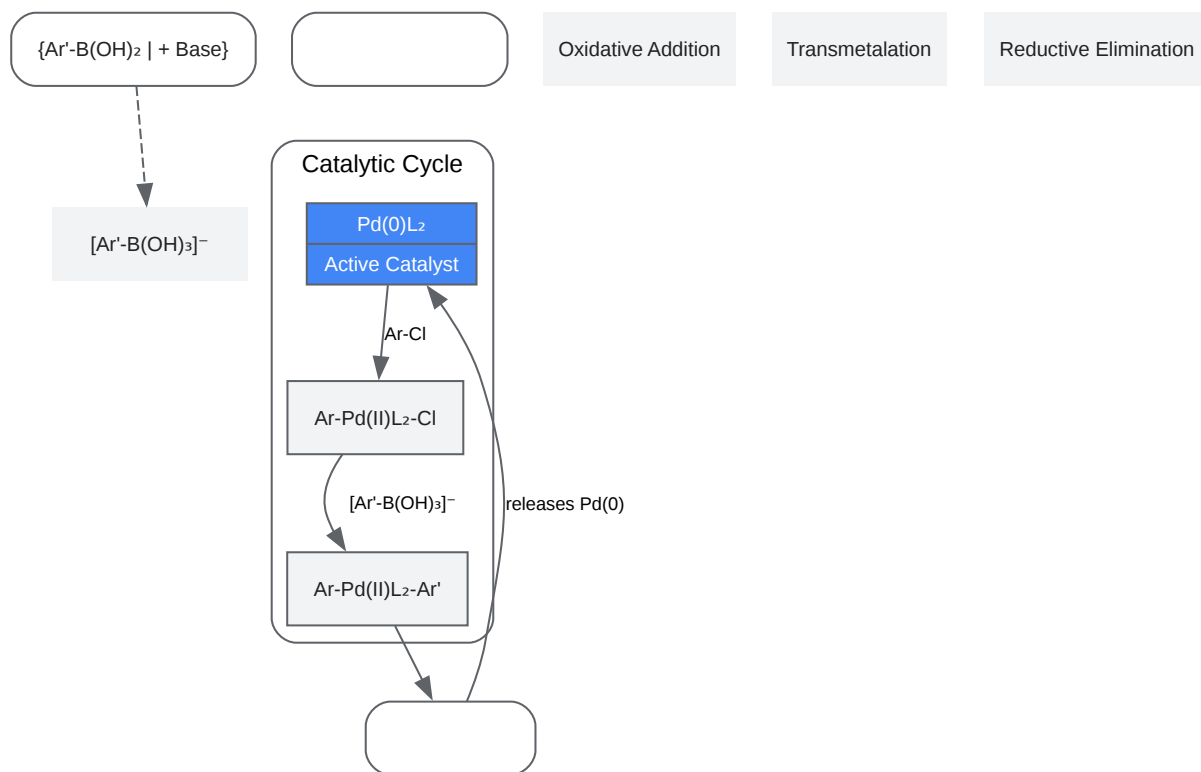 {Ar'-B(OH)₂ | + Base}
Oxidative Addition
Transmetalation
Reductive Elimination
Catalytic Cycle
Pd(0)L₂
[Ar'-B(OH)₃]⁻
Active Catalyst
Ar-Cl
Ar-Pd(II)L₂-Cl
[Ar'-B(OH)₃]⁻
releases Pd(0)
Ar-Pd(II)L₂-Ar'